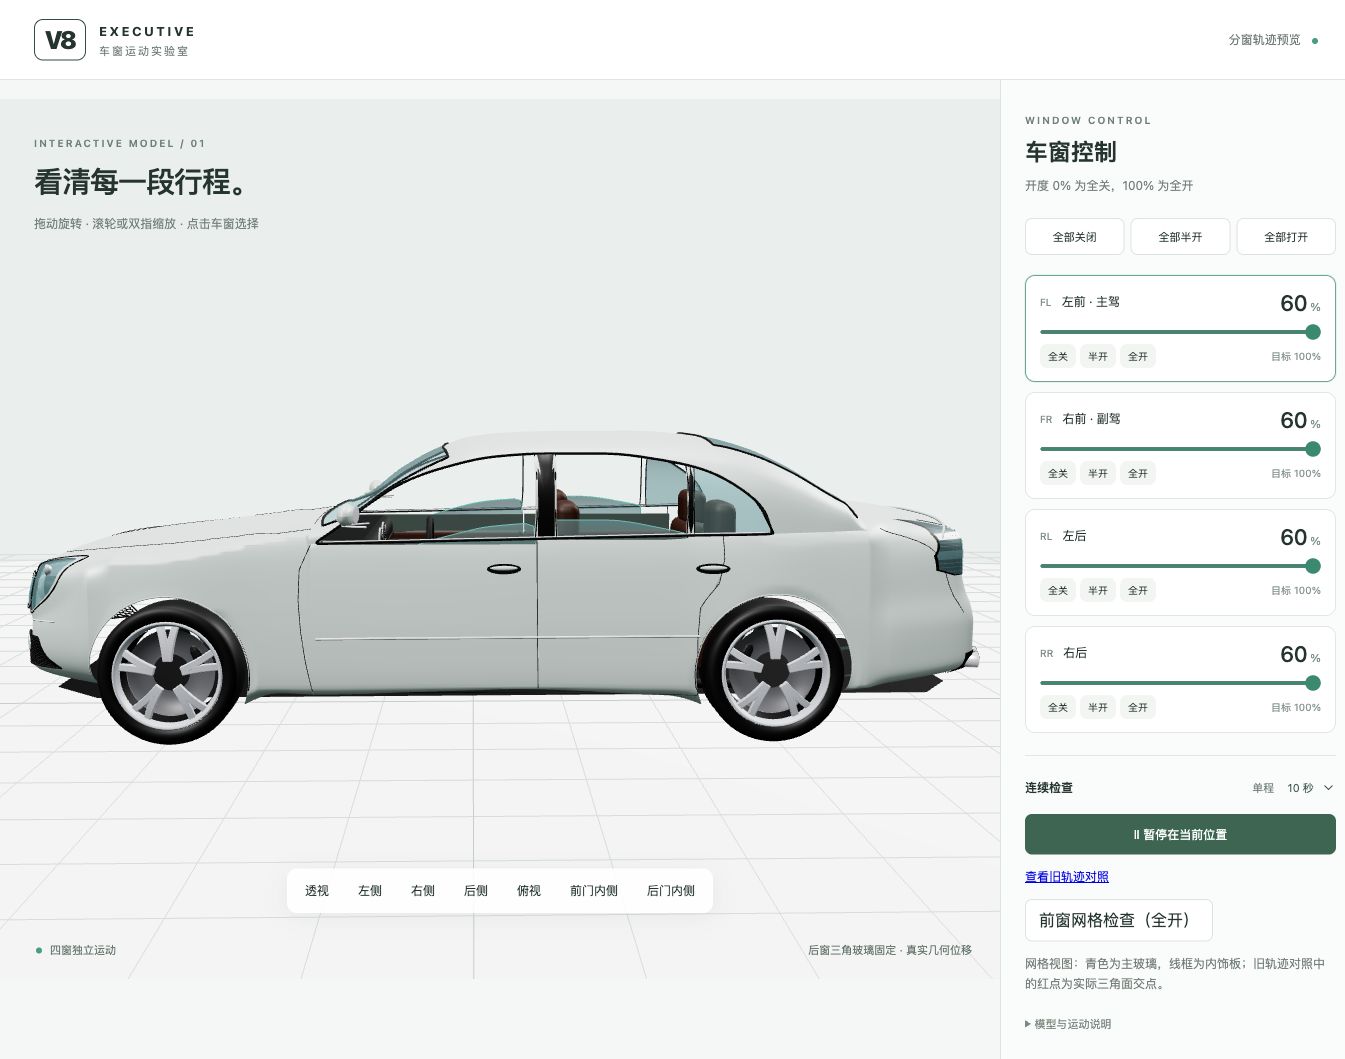 V8
EXECUTIVE
车窗运动实验室
分窗轨迹预览
INTERACTIVE MODEL / 01
看清每一段行程。
拖动旋转 · 滚轮或双指缩放 · 点击车窗选择
透视 左侧 右侧 后侧 俯视 前门内侧 后门内侧
四窗独立运动
后窗三角玻璃固定 · 真实几何位移
WINDOW CONTROL
车窗控制
开度 0% 为全关，100% 为全开
全部关闭 全部半开 全部打开
FL 左前 · 主驾 60 %
全关 半开 全开 目标 100%
FR 右前 · 副驾 60 %
全关 半开 全开 目标 100%
RL 左后 60 %
全关 半开 全开 目标 100%
RR 右后 60 %
全关 半开 全开 目标 100%
连续检查 单程 10 秒
暂停在当前位置
查看旧轨迹对照
前窗网格检查（全开）
网格视图：青色为主玻璃，线框为内饰板；旧轨迹对照中
的红点为实际三角面交点。
模型与运动说明